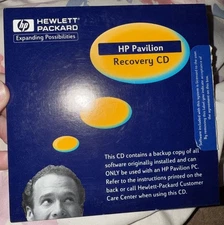 hp
HEWLETT®
PACKARD
Expanding Possibilities
HP Pavilion
Recovery CD
This CD contains a backup copy of all
software originally installed and can
ONLY be used with an HP Pavilion PC.
Refer to the instructions printed on the
back or call Hewlett-Packard Customer
Care Center when using this CD.